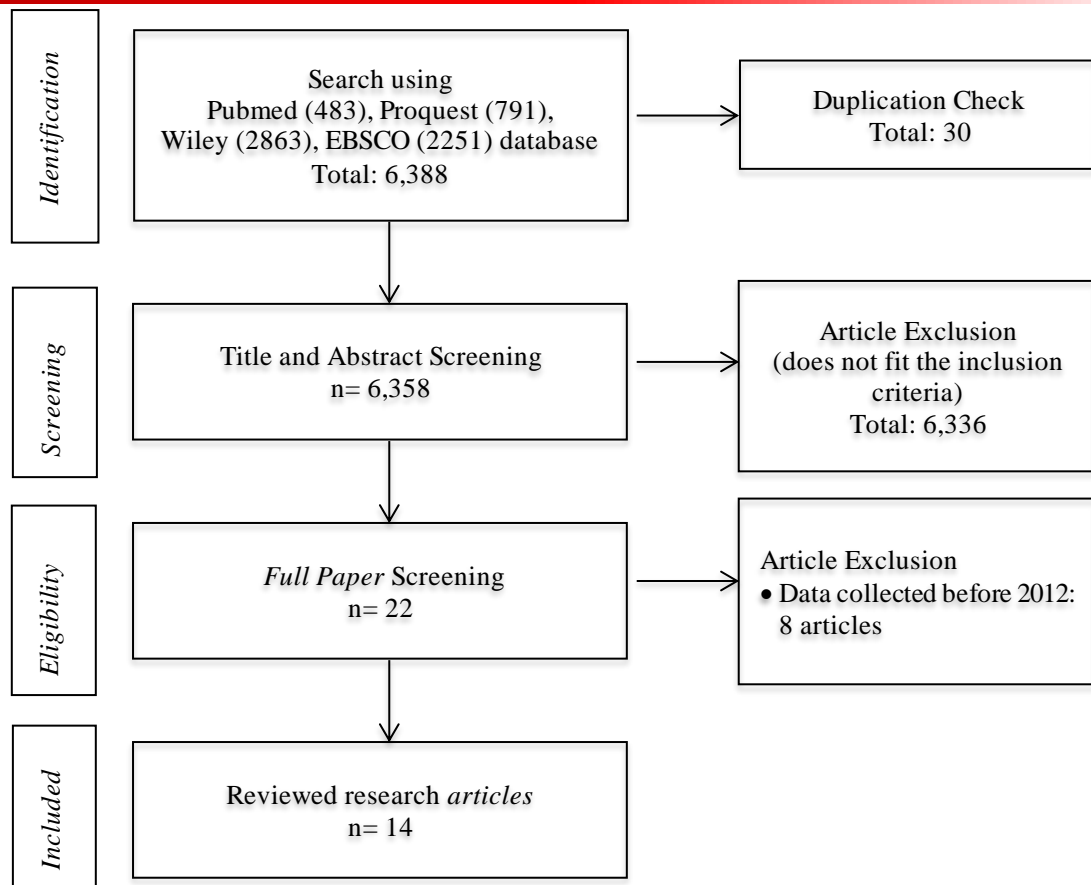 Identification
Search using
Pubmed (483), Proquest (791),
Wiley (2863), EBSCO (2251) database
Total: 6,388
Duplication Check
Total: 30
Screening
Title and Abstract Screening
n= 6,358
Article Exclusion
(does not fit the inclusion
criteria)
Total: 6,336
Eligibility
Full Paper Screening
n= 22
Article Exclusion
• Data collected before 2012:
8 articles
Included
Reviewed research articles
n= 14